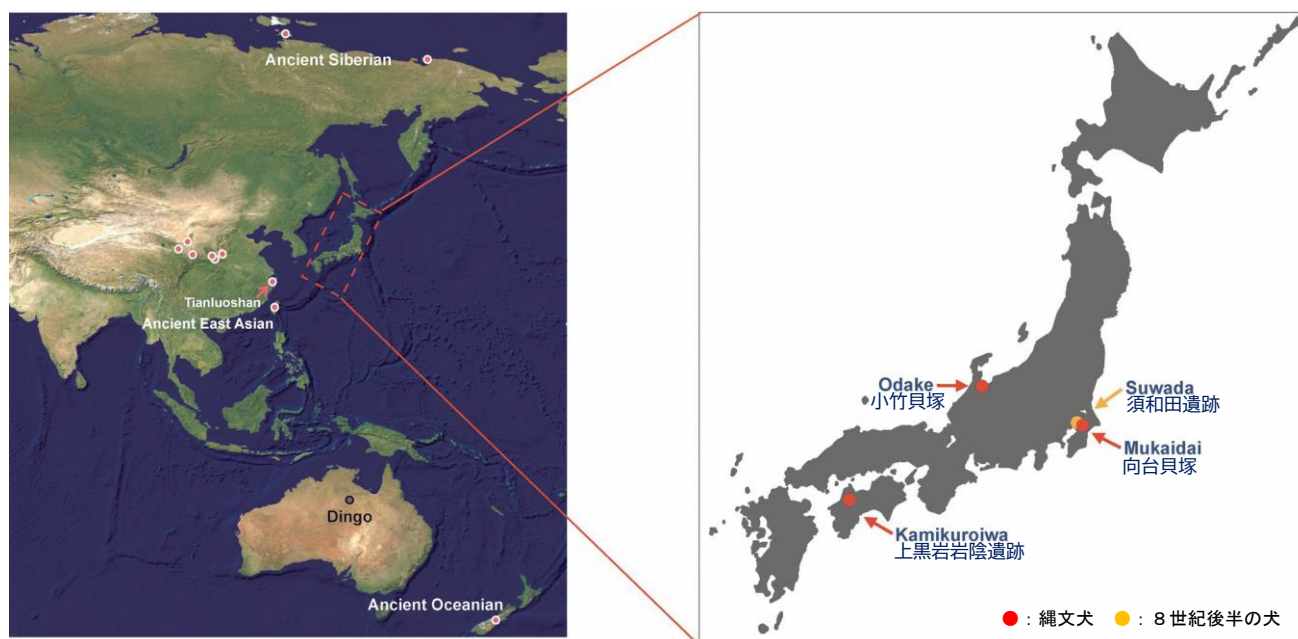 Ancient Siberian
Tianluoshan
Ancient East Asian
Dingo
Ancient Oceanian
Odake
小竹貝塚
Suwada
須和田遺跡
Mukaidai
向台貝塚
Kamikuroiwa
上黒岩岩陰遺跡
：縄文犬 ：８世紀後半の犬